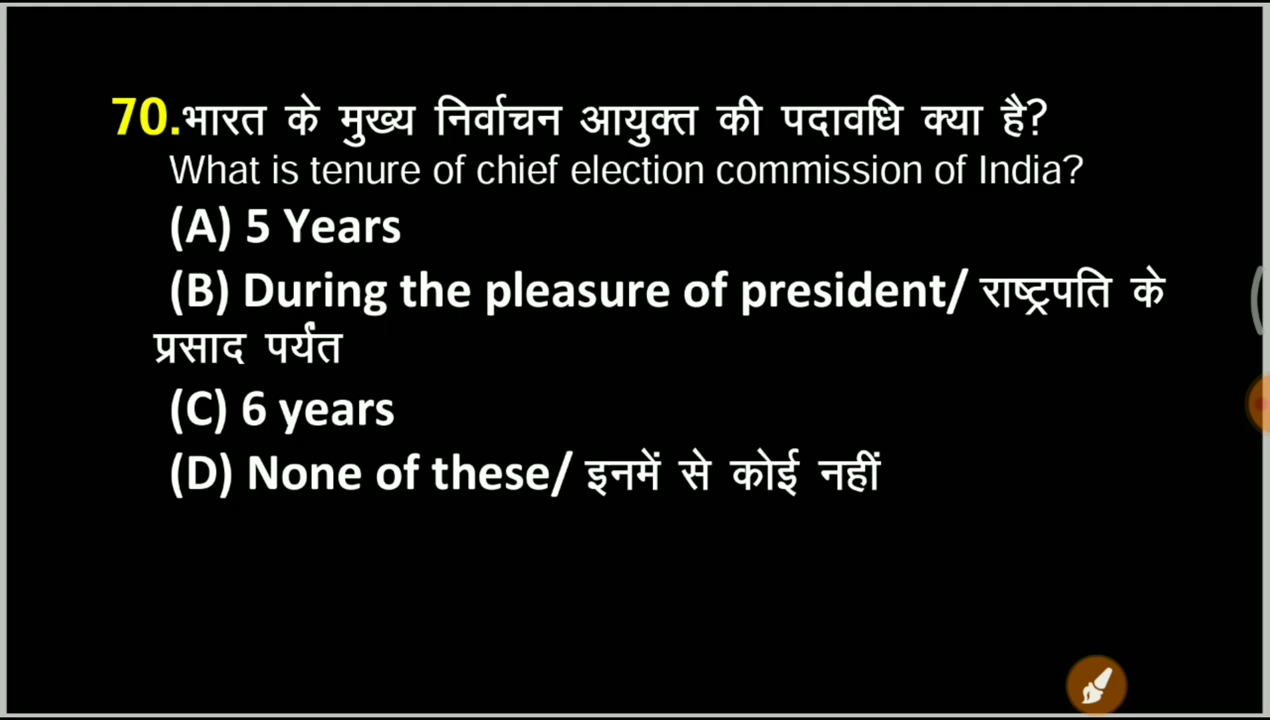 70.भारत के मुख्य निर्वाचन आयुक्त की पदावधि क्या है?
What is tenure of chief election commission of India?
(A) 5 Years
(B) During the pleasure of president/ राष्ट्रपति के
प्रसाद पर्यंत
(C) 6 years
(D) None of these/ इनमें से कोई नहीं